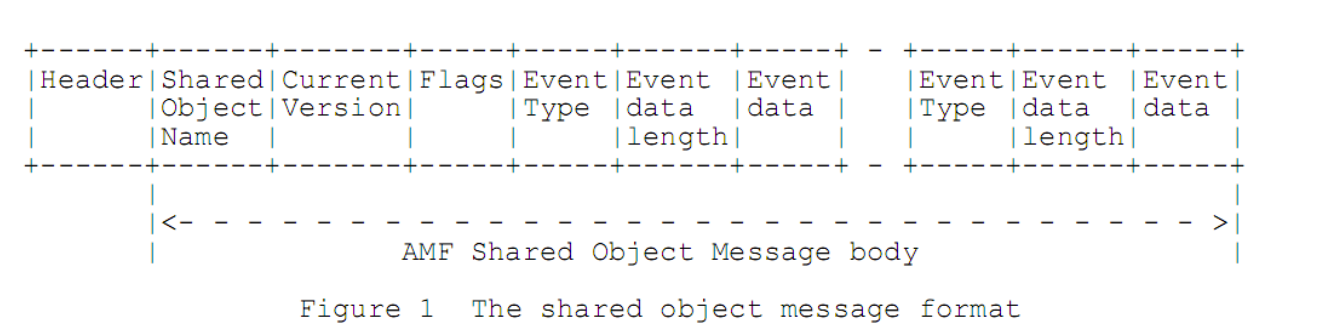 +------+------+-------+-----+-----+------+-----+ - +-----+------+-----+
|Header|Shared|Current|Flags|Event|Event |Event|   |Event|Event |Event|
|      |Object|Version|     |Type |data  |data |   |Type |data  |data |
|      |Name  |       |     |     |length|     |   |     |length|     |
+------+------+-------+-----+-----+------+-----+ - +-----+------+-----+
       |                                                              |
       |<- - - - - - - - - - - - - - - - - - - - - - - - - - - - - - >|
       |             AMF Shared Object Message body                   |
Figure 1  The shared object message format